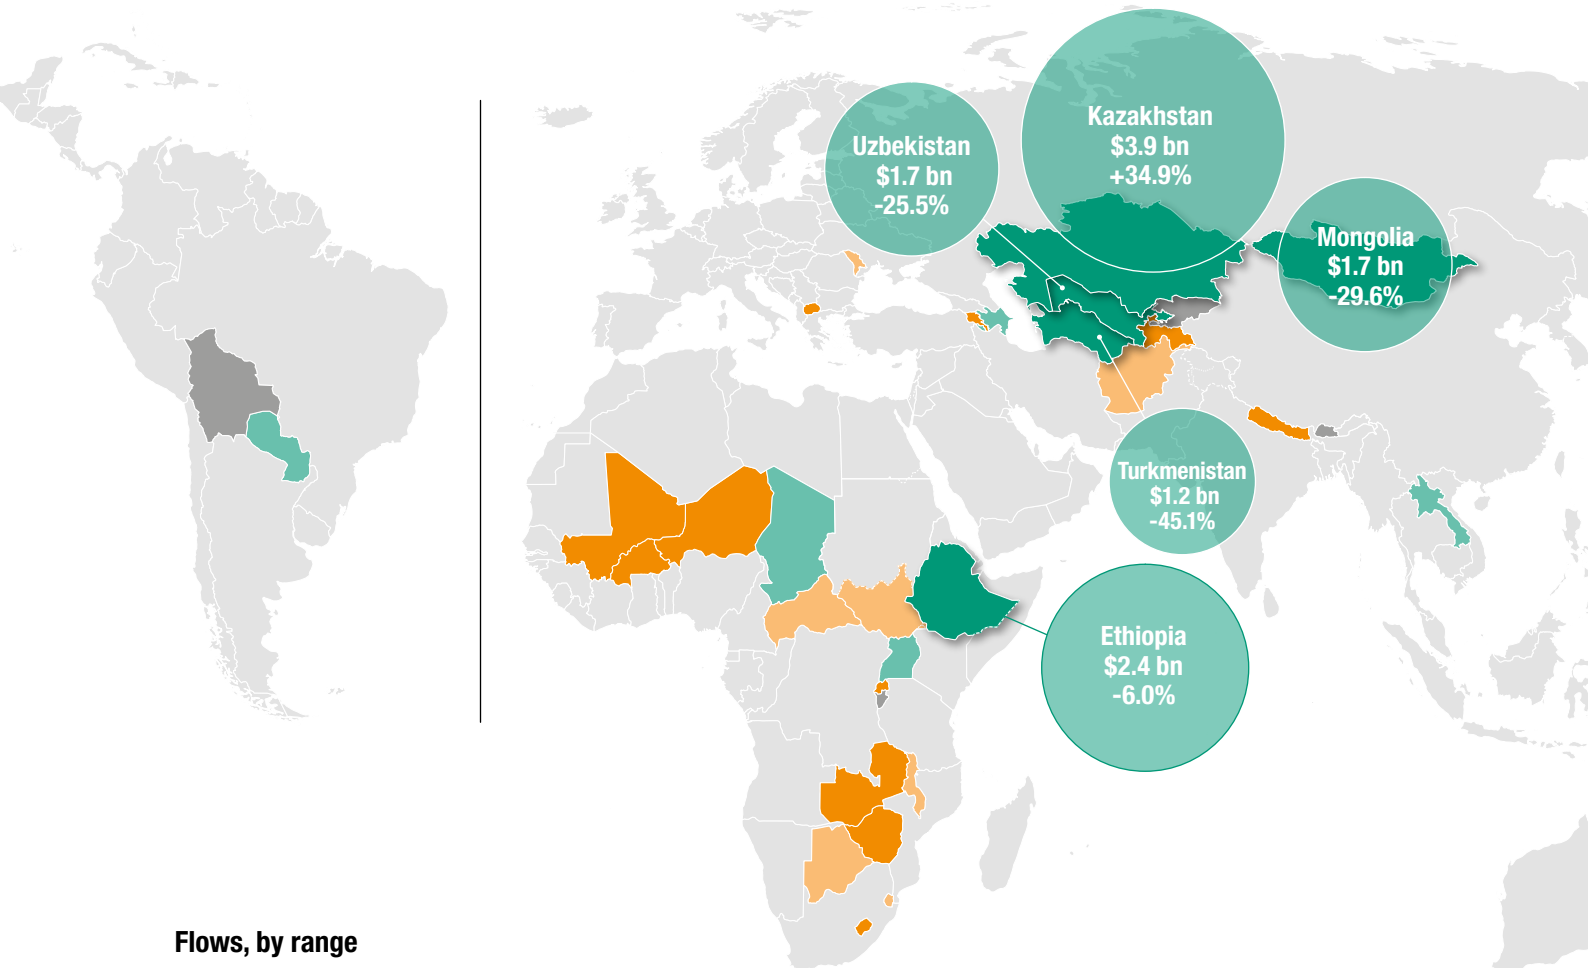 Uzbekistan
$1.7 bn
-25.5%
Kazakhstan
$3.9 bn
+34.9%
Mongolia
$1.7 bn
-29.6%
Turkmenistan
$1.2 bn
-45.1%
Ethiopia
$2.4 bn
-6.0%
Flows, by range